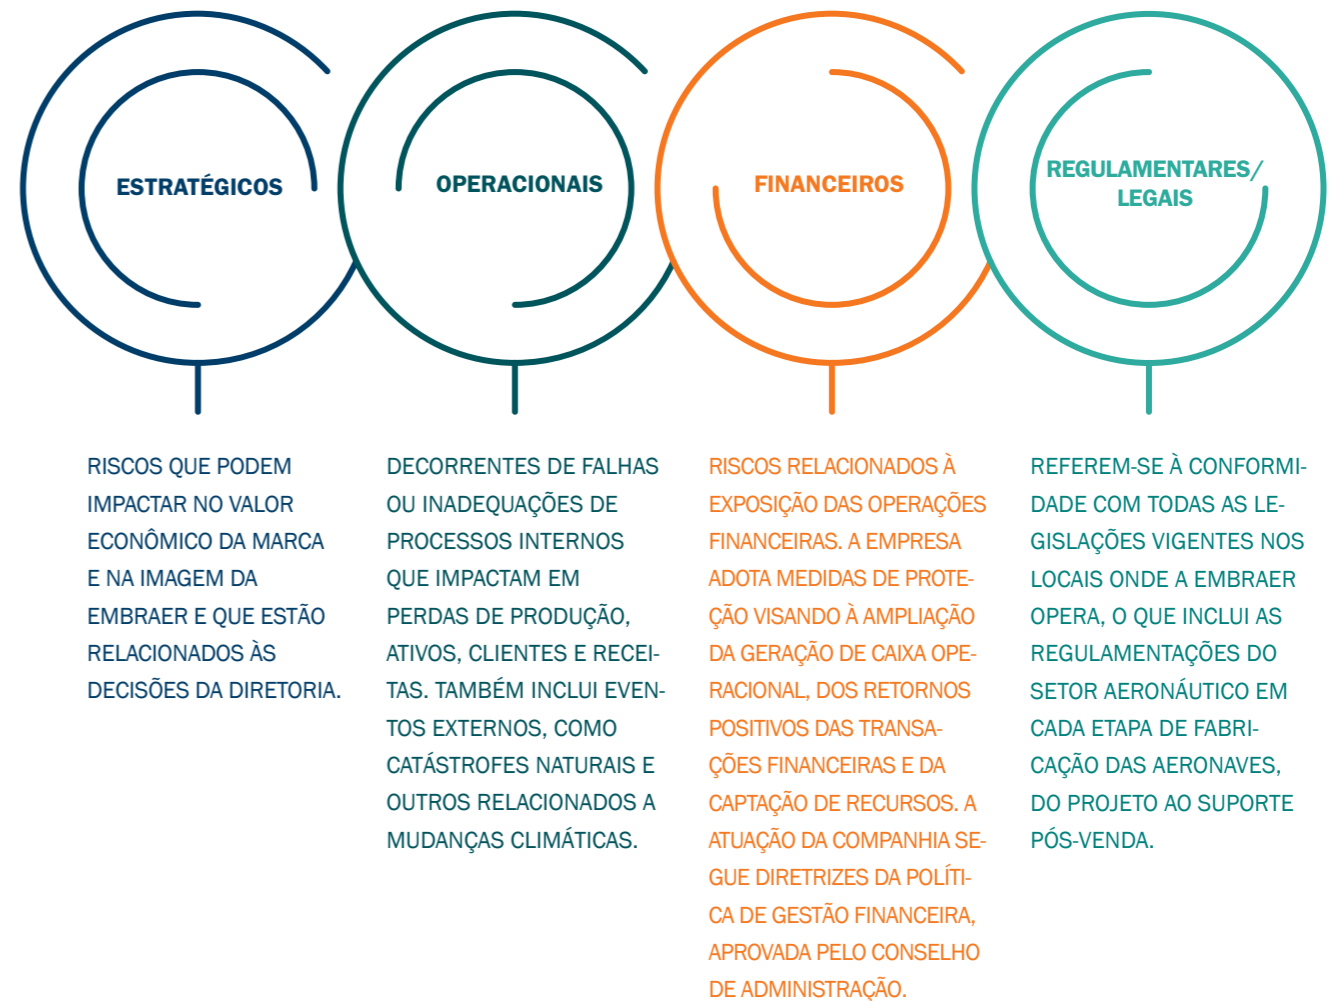 ESTRATÉGICOS
RISCOS QUE PODEM
IMPACTAR NO VALOR
ECONÔMICO DA MARCA
E NA IMAGEM DA
EMBRAER E QUE ESTÃO
RELACIONADOS ÀS
DECISÕES DA DIRETORIA.
OPERACIONAIS
DECORRENTES DE FALHAS
OU INADEQUAÇÕES DE
PROCESSOS INTERNOS
QUE IMPACTAM EM
PERDAS DE PRODUÇÃO,
ATIVOS, CLIENTES E RECEI-
TAS. TAMBÉM INCLUI EVEN-
TOS EXTERNOS, COMO
CATÁSTROFES NATURAIS E
OUTROS RELACIONADOS A
MUDANÇAS CLIMÁTICAS.
FINANCEIROS
RISCOS RELACIONADOS À
EXPOSIÇÃO DAS OPERAÇÕES
FINANCEIRAS. A EMPRESA
ADOTA MEDIDAS DE PROTE-
ÇÃO VISANDO À AMPLIAÇÃO
DA GERAÇÃO DE CAIXA OPE-
RACIONAL, DOS RETORNOS
POSITIVOS DAS TRANSA-
ÇÕES FINANCEIRAS E DA
CAPTAÇÃO DE RECURSOS. A
ATUAÇÃO DA COMPANHIA SE-
GUE DIRETRIZES DA POLÍTI-
CA DE GESTÃO FINANCEIRA,
APROVADA PELO CONSELHO
DE ADMINISTRAÇÃO.
REGULAMENTARES/
LEGAIS
REFEREM-SE À CONFORMI-
DADE COM TODAS AS LE-
GISLAÇÕES VIGENTES NOS
LOCAIS ONDE A EMBRAER
OPERA, O QUE INCLUI AS
REGULAMENTAÇÕES DO
SETOR AERONÁUTICO EM
CADA ETAPA DE FABRI-
CAÇÃO DAS AERONAVES,
DO PROJETO AO SUPORTE
PÓS-VENDA.